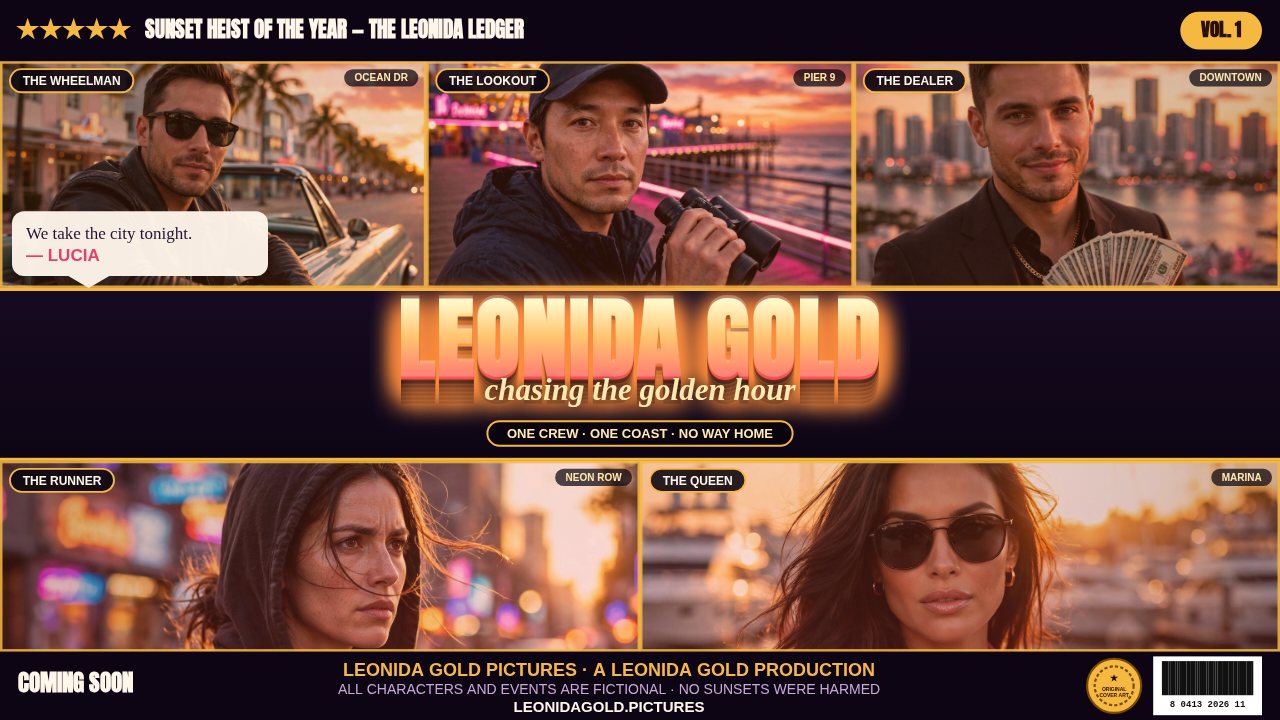 ★★★★★ SUNSET HEIST OF THE YEAR – THE LEONIDA LEDGER
VOL. 1
THE WHEELMAN
OCEAN DR
THE LOOKOUT
PIER 9
THE DEALER
DOWNTOWN
We take the city tonight.
— LUCIA
LEONIDA GOLD
chasing the golden hour
ONE CREW · ONE COAST · NO WAY HOME
THE RUNNER
NEON ROW
THE QUEEN
MARINA
COMING SOON
LEONIDA GOLD PICTURES · A LEONIDA GOLD PRODUCTION
ALL CHARACTERS AND EVENTS ARE FICTIONAL · NO SUNSETS WERE HARMED
LEONIDAGOLD.PICTURES
★
ORIGINAL
COVER ART
8 0413 2026 11